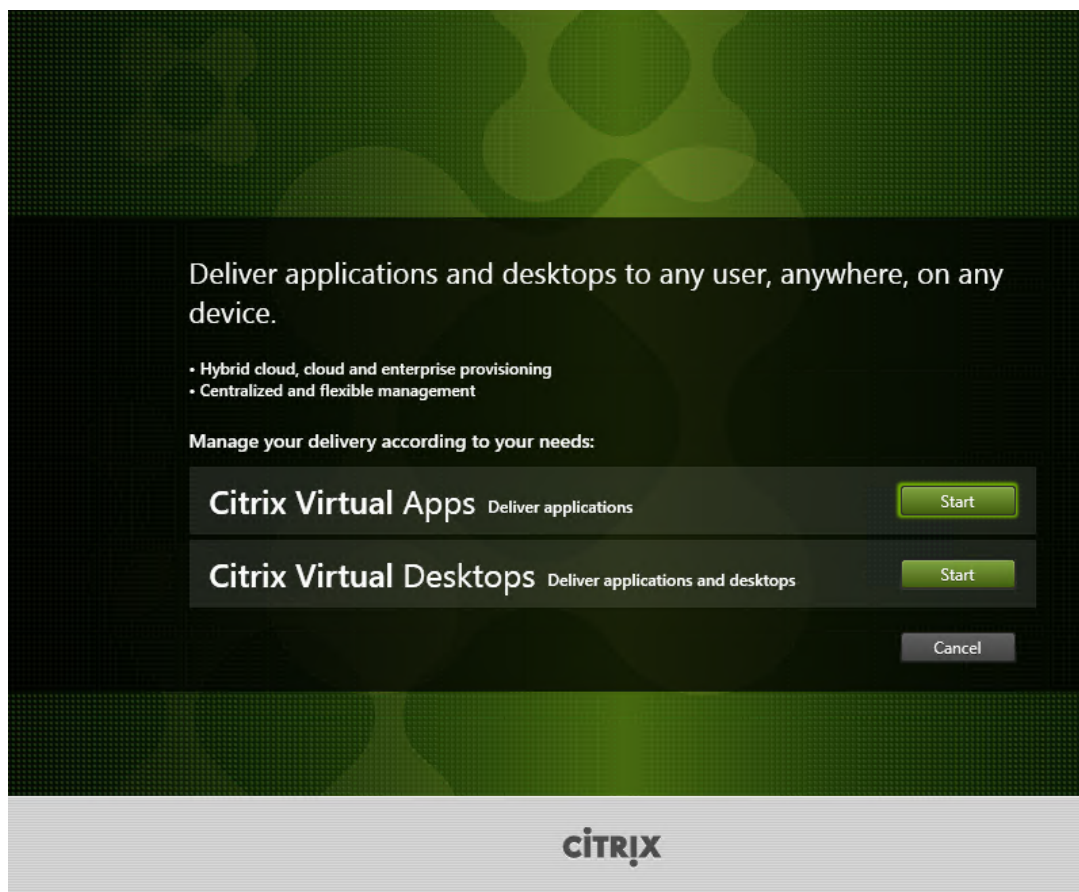 Deliver applications and desktops to any user, anywhere, on any
device.
• Hybrid cloud, cloud and enterprise provisioning
• Centralized and flexible management
Manage your delivery according to your needs:
Citrix Virtual Apps Deliver applications Start
Citrix Virtual Desktops Deliver applications and desktops Start
Cancel
CİTRỊX